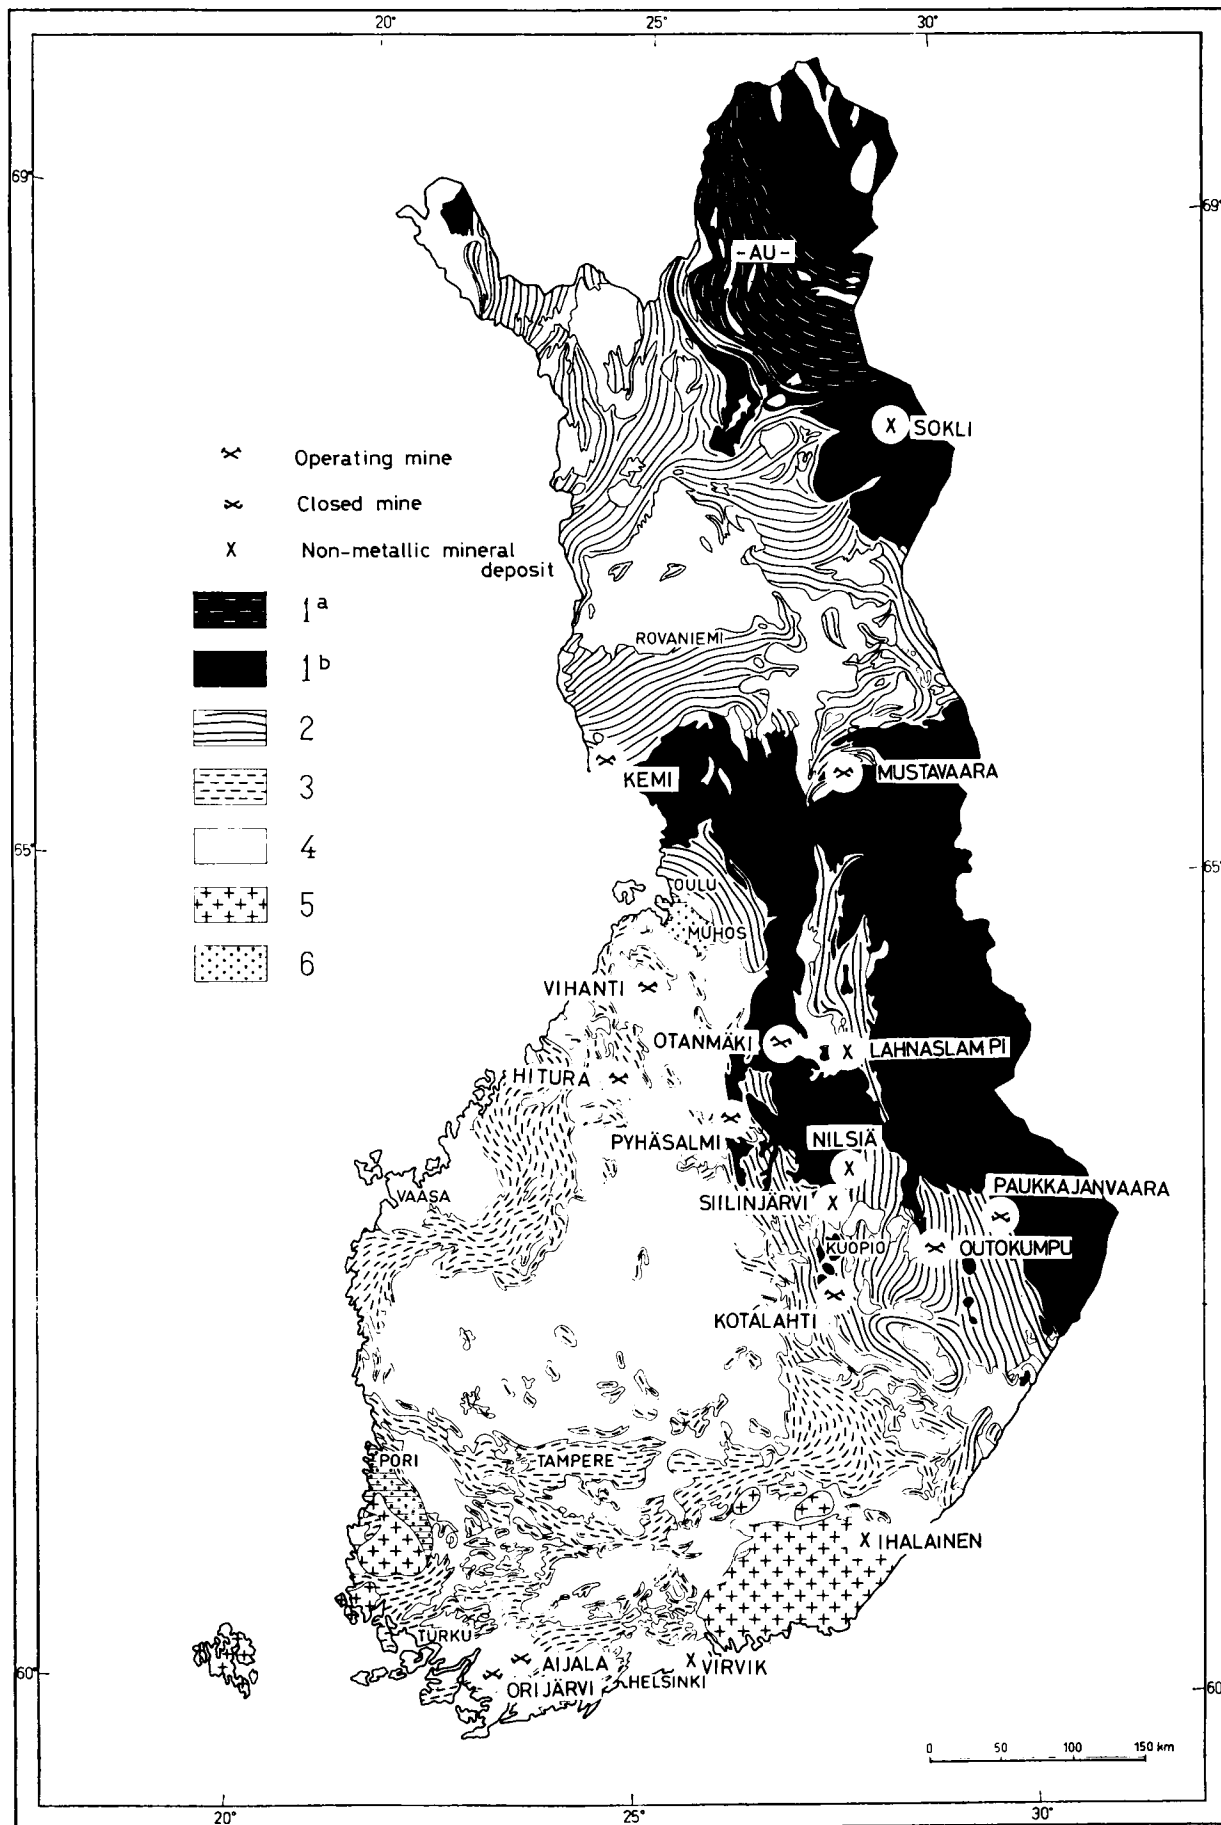 20°
25°
30°
69°
69°
- AU -
SOKLI
Operating mine
Closed mine
Non-metallic mineral
deposit
1a
1b
2
3
4
5
6
ROVANIEMI
KEMI
MUSTAVAARA
65°
65°
OULU
MUHOS
VIHANTI
OTANMÄKI
LAHNASLAMPI
HITURA
PYHÄSALMI
NILSIÄ
VAASA
SIILINJÄRVI
PAUKKAJANVAARA
KUOPIO
OUTOKUMPU
KOTALAHTI
PORI
TAMPERE
IHALAINEN
TURKU
AIJALA
ORIJÄRVI
HELSINKI
VIRVIK
60°
60
0 50 100 150 km
20°
25°
30°